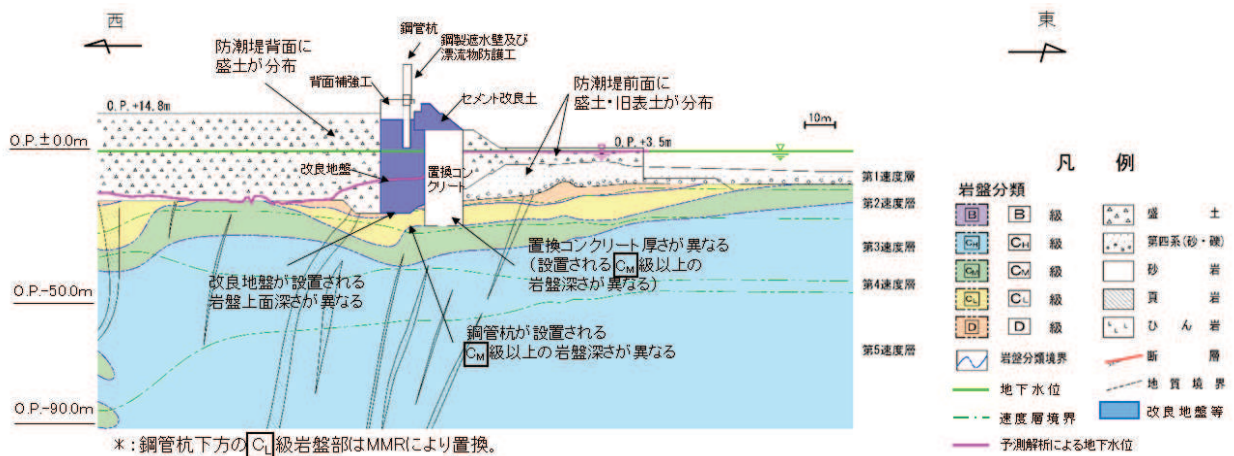 西
東
鋼管杭
鋼製遮水壁及び
漂流物防護工
防潮堤背面に
盛土が分布
背面補強工
セメント改良土
防潮堤前面に
盛土・旧表土が分布
O.P. +14.8m
10m
O.P.±0.0m
O.P. +3.5m
改良地盤
置換コン
クリート
第1速度層
第2速度層
第3速度層
第4速度層
第5速度層
置換コンクリート厚さが異なる
(設置されるCM級以上の
岩盤深さが異なる)
改良地盤が設置される
岩盤上面深さが異なる
O.P.-50.0m
鋼管杭が設置される
CM級以上の岩盤深さが異なる
O.P.-90.0m
*:鋼管杭下方のCL級岩盤部はMMRにより置換。
凡 例
岩盤分類
B B 級
CH CH 級
CM CM 級
CL CL 級
D D 級
岩盤分類境界
地下水位
速度層境界
予測解析による地下水位
盛 土
第四系(砂・礫)
砂 岩
頁 岩
ひ ん 岩
断 層
地 質 境 界
改良地盤等